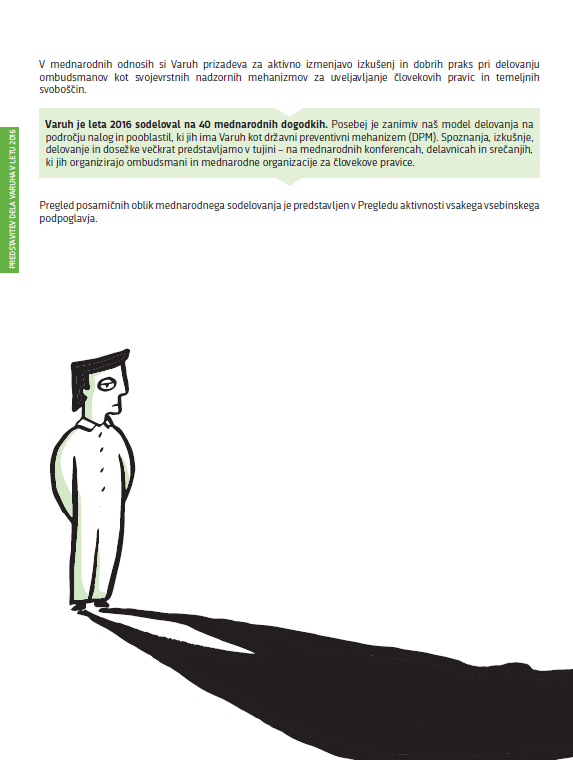 V mednarodnih odnosih si Varuh prizadeva za aktivno izmenjavo izkušenj in dobrih praks pri delovanju
ombudsmanov kot svojevrstnih nadzornih mehanizmov za uveljavljanje človekovih pravic in temeljnih
svoboščin.
Varuh je leta 2016 sodeloval na 40 mednarodnih dogodkih. Posebej je zanimiv naš model delovanja na
področju nalog in pooblastil, ki jih ima Varuh kot državni preventivni mehanizem (DPM). Spoznanja, izkušnje,
delovanje in dosežke večkrat predstavljamo v tujini – na mednarodnih konferencah, delavnicah in srečanjih,
ki jih organizirajo ombudsmani in mednarodne organizacije za človekove pravice.
Pregled posamičnih oblik mednarodnega sodelovanja je predstavljen v Pregledu aktivnosti vsakega vsebinskega
podpoglavja.
PREDSTAVITEV DELA VARUHA V LETU 2016